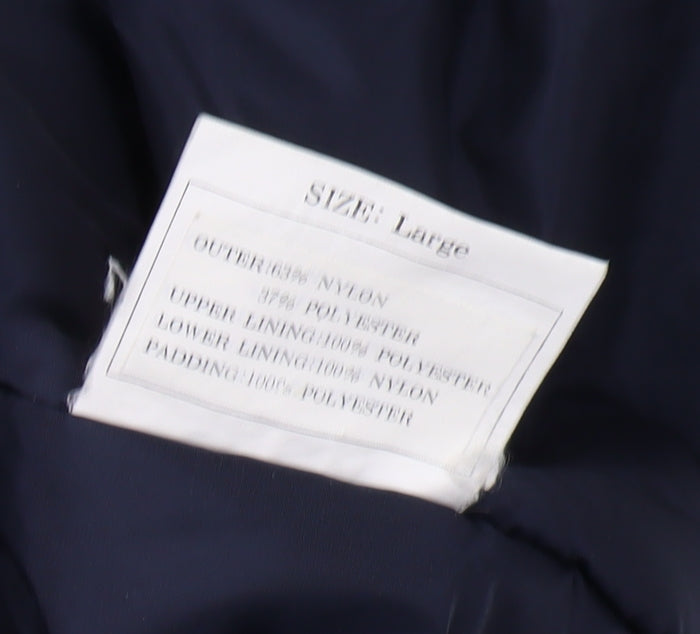 SIZE: Large
OUTER:63% NYLON
37% POLYESTER
UPPER LINING:100% POLYESTER
LOWER LINING:100% NYLON
PADDING:100% POLYESTER